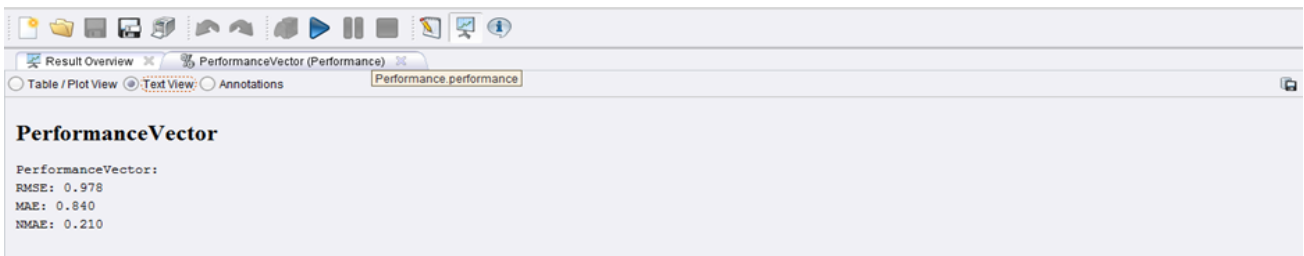 Result Overview
PerformanceVector (Performance)
Table / Plot View
Text View
Annotations
Performance.performance
PerformanceVector
PerformanceVector:
RMSE: 0.978
MAE: 0.840
NMAE: 0.210